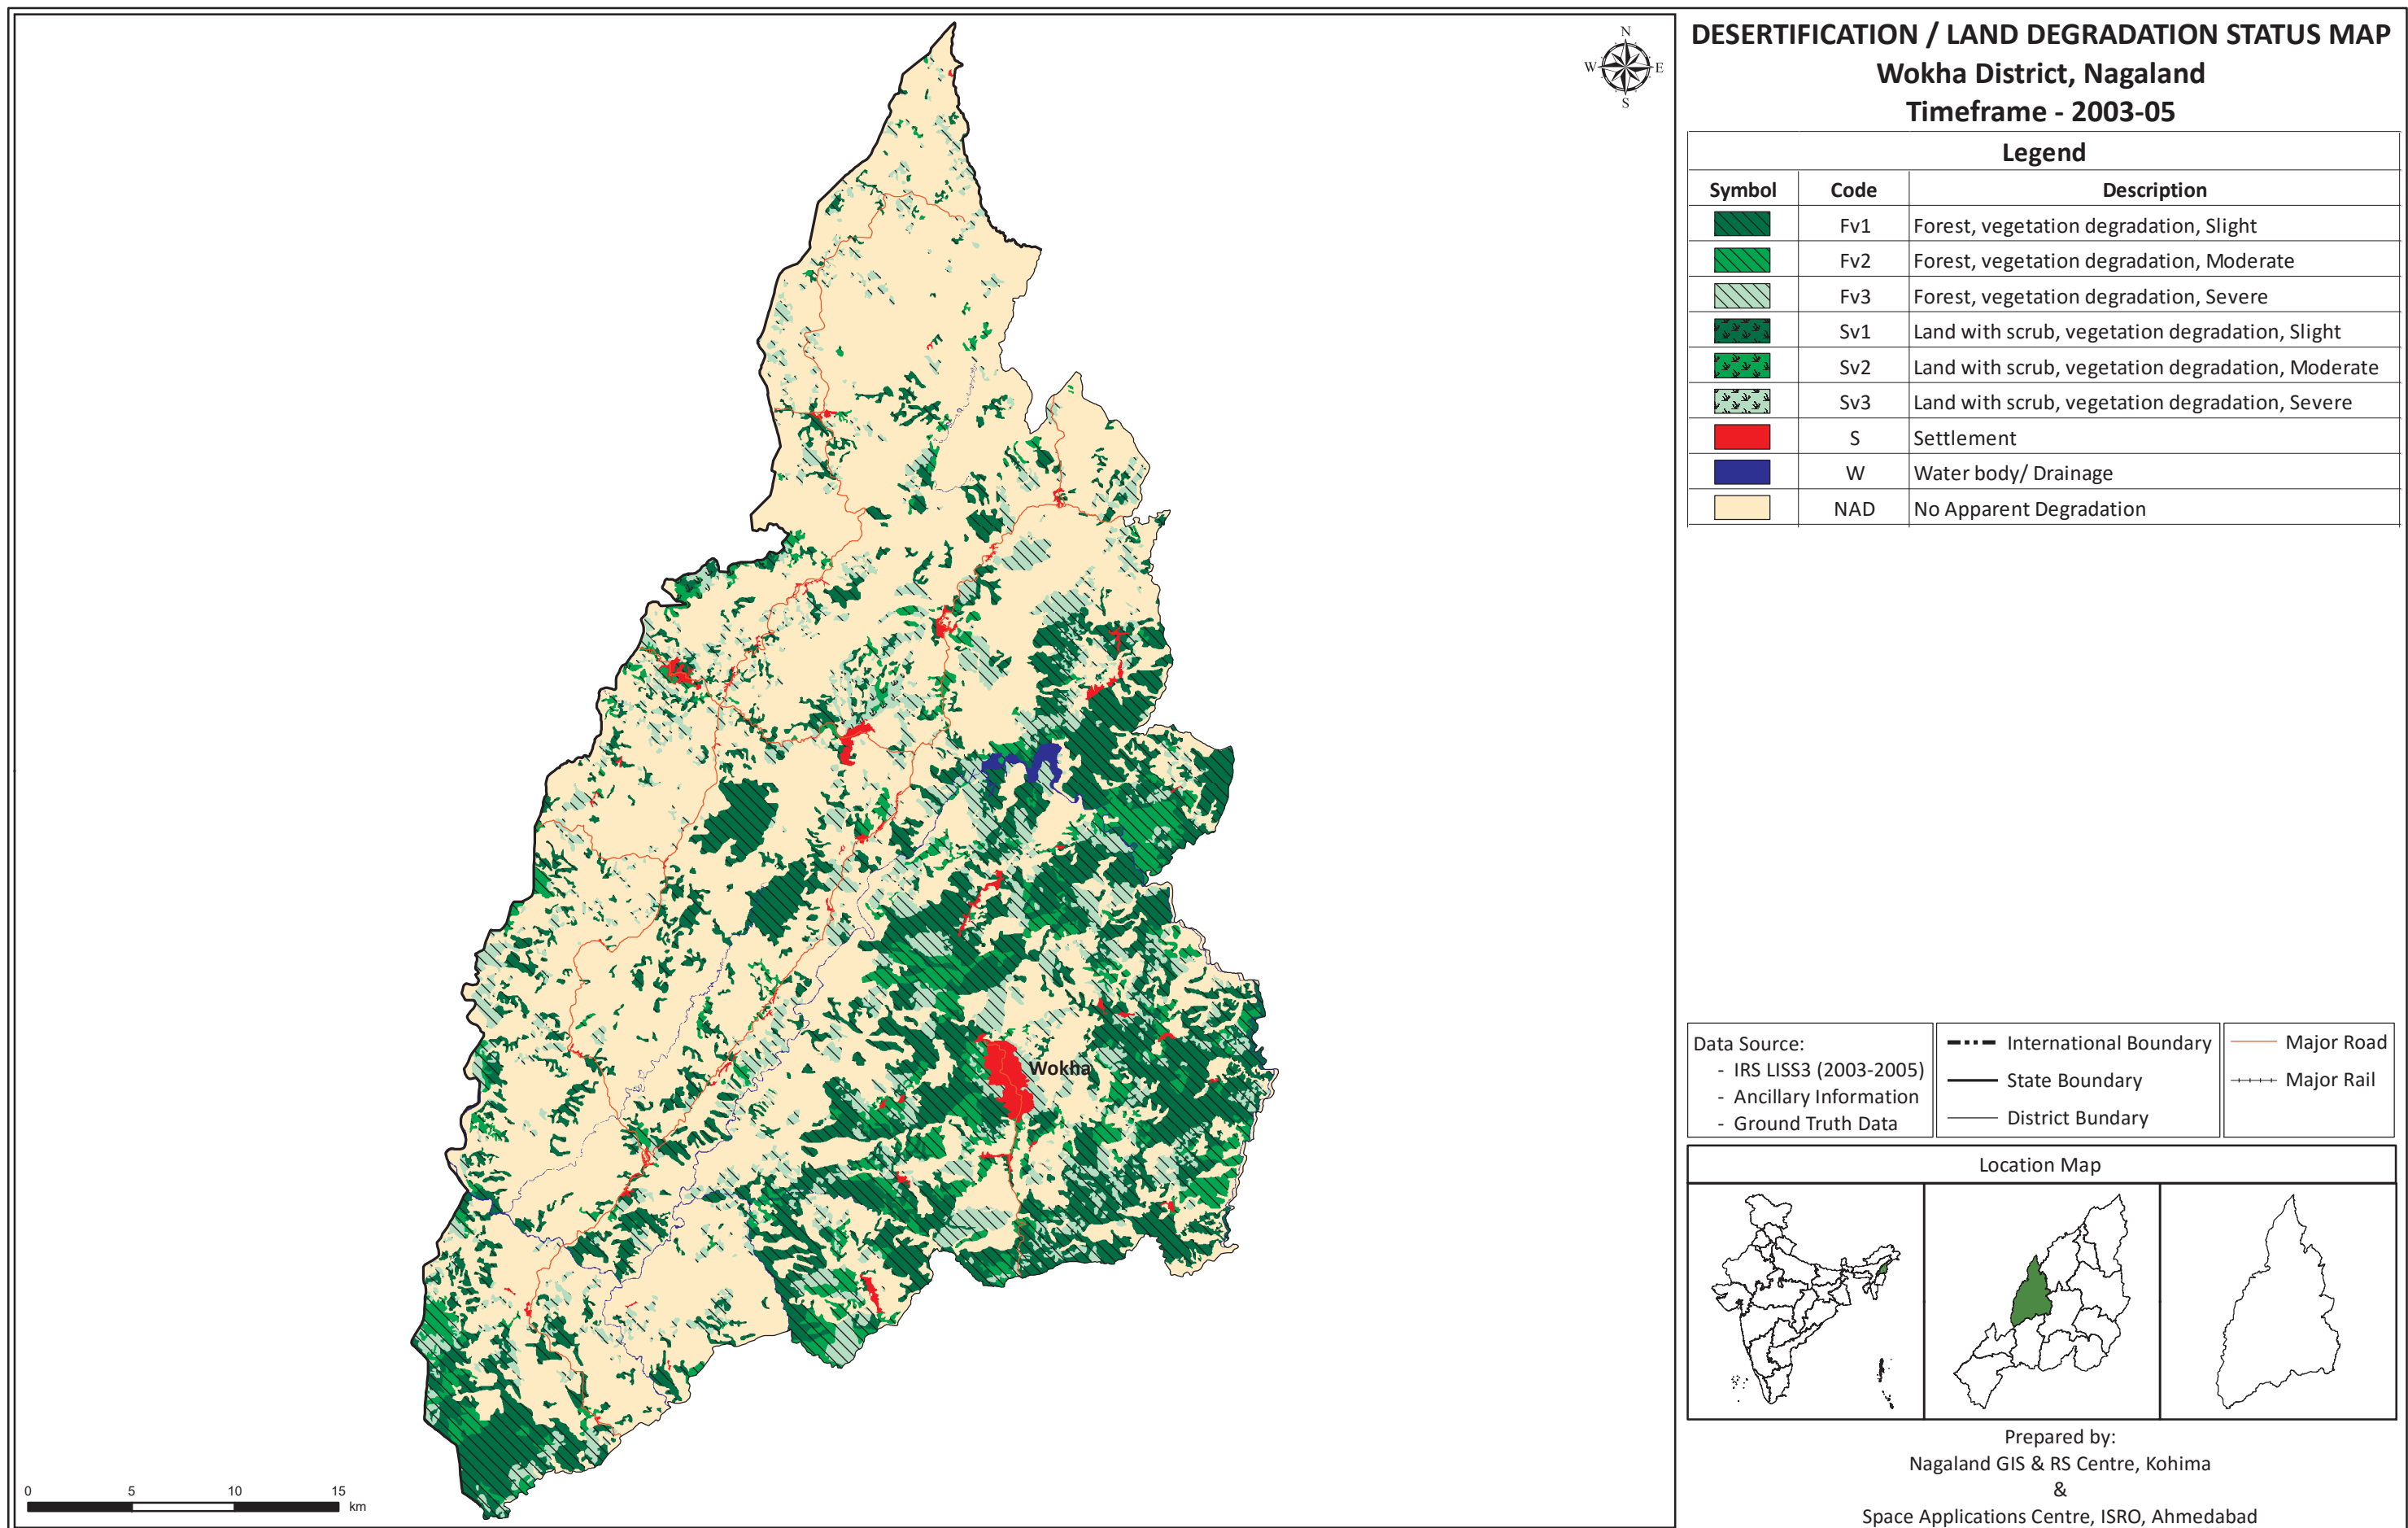 DESERTIFICATION / LAND DEGRADATION STATUS MAP
Wokha District, Nagaland
Timeframe - 2003-05
Legend
Symbol Code Description
Fv1 Forest, vegetation degradation, Slight
Fv2 Forest, vegetation degradation, Moderate
Fv3 Forest, vegetation degradation, Severe
Sv1 Land with scrub, vegetation degradation, Slight
Sv2 Land with scrub, vegetation degradation, Moderate
Sv3 Land with scrub, vegetation degradation, Severe
S Settlement
W Water body/ Drainage
NAD No Apparent Degradation
N
W E
S
Wokha
0 5 10 15
km
Data Source:
- IRS LISS3 (2003-2005)
- Ancillary Information
- Ground Truth Data
International Boundary
State Boundary
District Bundary
Major Road
Major Rail
Location Map
Prepared by:
Nagaland GIS & RS Centre, Kohima
&
Space Applications Centre, ISRO, Ahmedabad